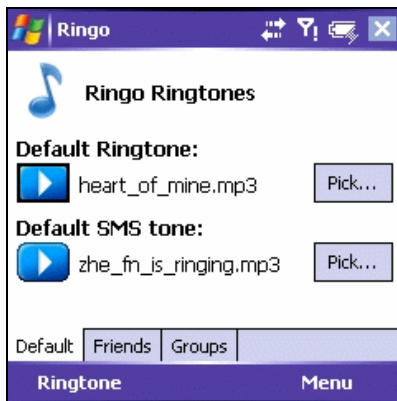 Ringo
Ringo Ringtones
Default Ringtone:
heart_of_mine.mp3 Pick...
Default SMS tone:
zhe_fn_is_ringing.mp3 Pick...
Default Friends Groups
Ringtone Menu